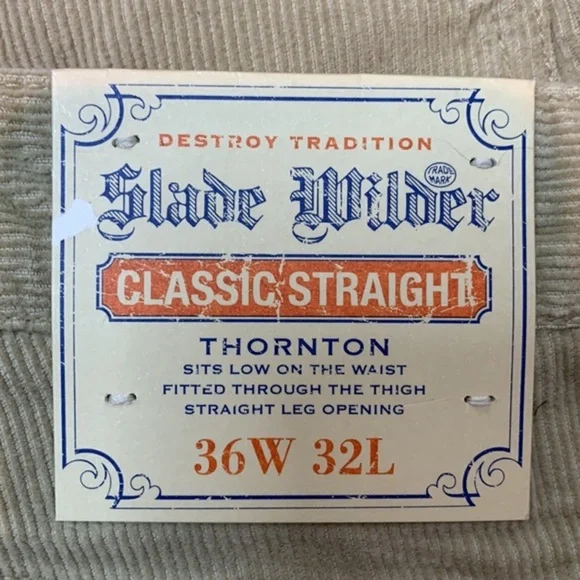 DESTROY TRADITION
Slade Wilder
TRADE
MARK
CLASSIC STRAIGHT
THORNTON
SITS LOW ON THE WAIST
FITTED THROUGH THE THIGH
STRAIGHT LEG OPENING
36W 32L